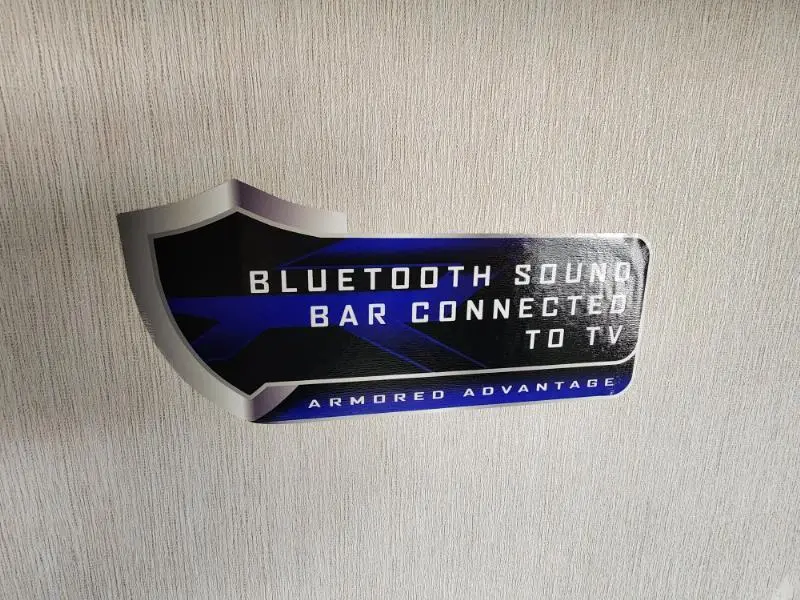 BLUETOOTH SOUND
BAR CONNECTED
TO TV
ARMORED ADVANTAGE